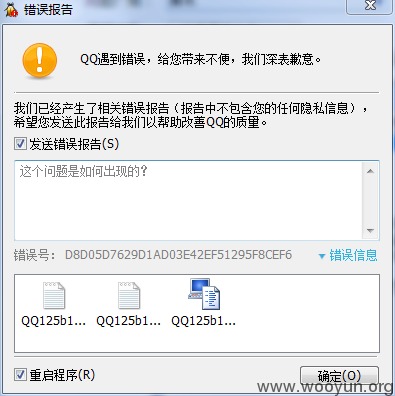 错误报告
QQ遇到错误，给您带来不便，我们深表歉意。
我们已经产生了相关错误报告（报告中不包含您的任何隐私信息），
希望您发送此报告给我们以帮助改善QQ的质量。
发送错误报告(S)
这个问题是如何出现的？
错误号： D8D05D7629D1AD03E42EF51295F8CEF6 错误信息
QQ125b1... QQ125b1... QQ125b1...
重启程序(R) 确定(O)
www.wooyun.org